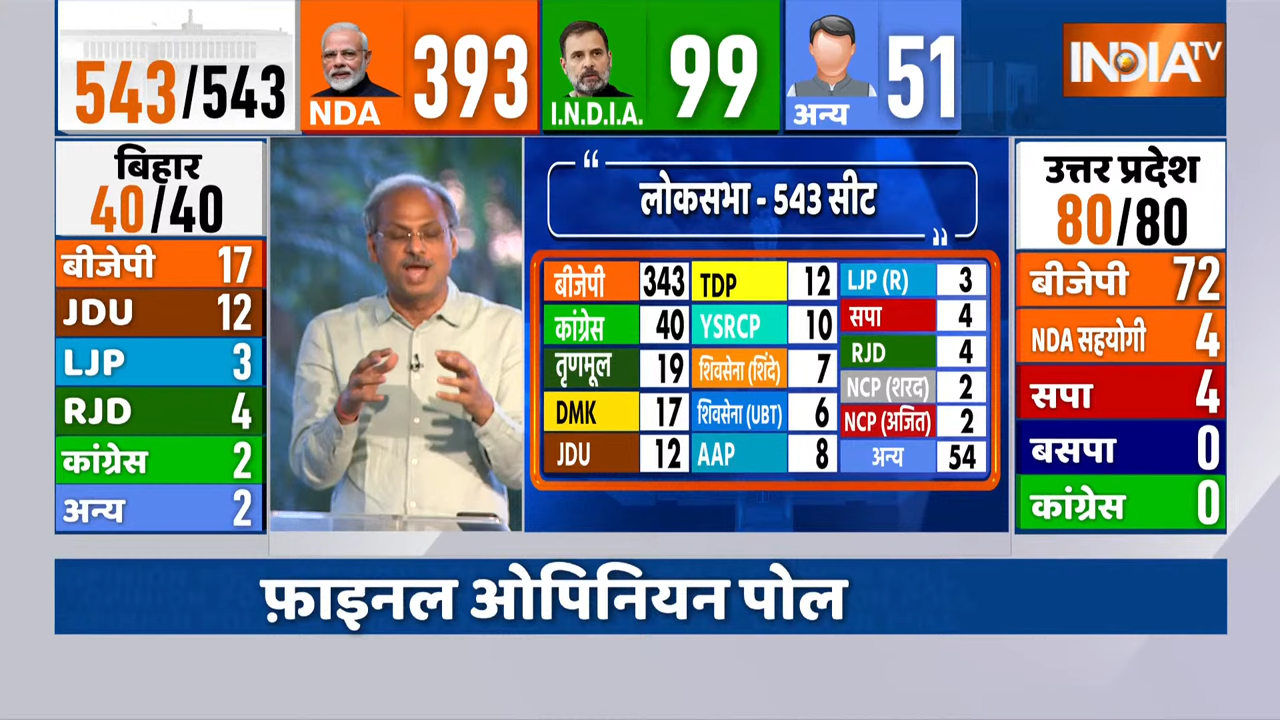 543/543
NDA
393
I.N.D.I.A.
99
अन्य
51
INDIA TV
बिहार
40/40
बीजेपी 17
JDU 12
LJP 3
RJD 4
कांग्रेस 2
अन्य 2
“
लोकसभा - 543 सीट
”
बीजेपी 343
कांग्रेस 40
तृणमूल 19
DMK 17
JDU 12
TDP 12
YSRCP 10
शिवसेना (शिंदे) 7
शिवसेना (UBT) 6
AAP 8
LJP (R) 3
सपा 4
RJD 4
NCP (शरद) 2
NCP (अजित) 2
अन्य 54
उत्तर प्रदेश
80/80
बीजेपी 72
NDA सहयोगी 4
सपा 4
बसपा 0
कांग्रेस 0
फ़ाइनल ओपिनियन पोल